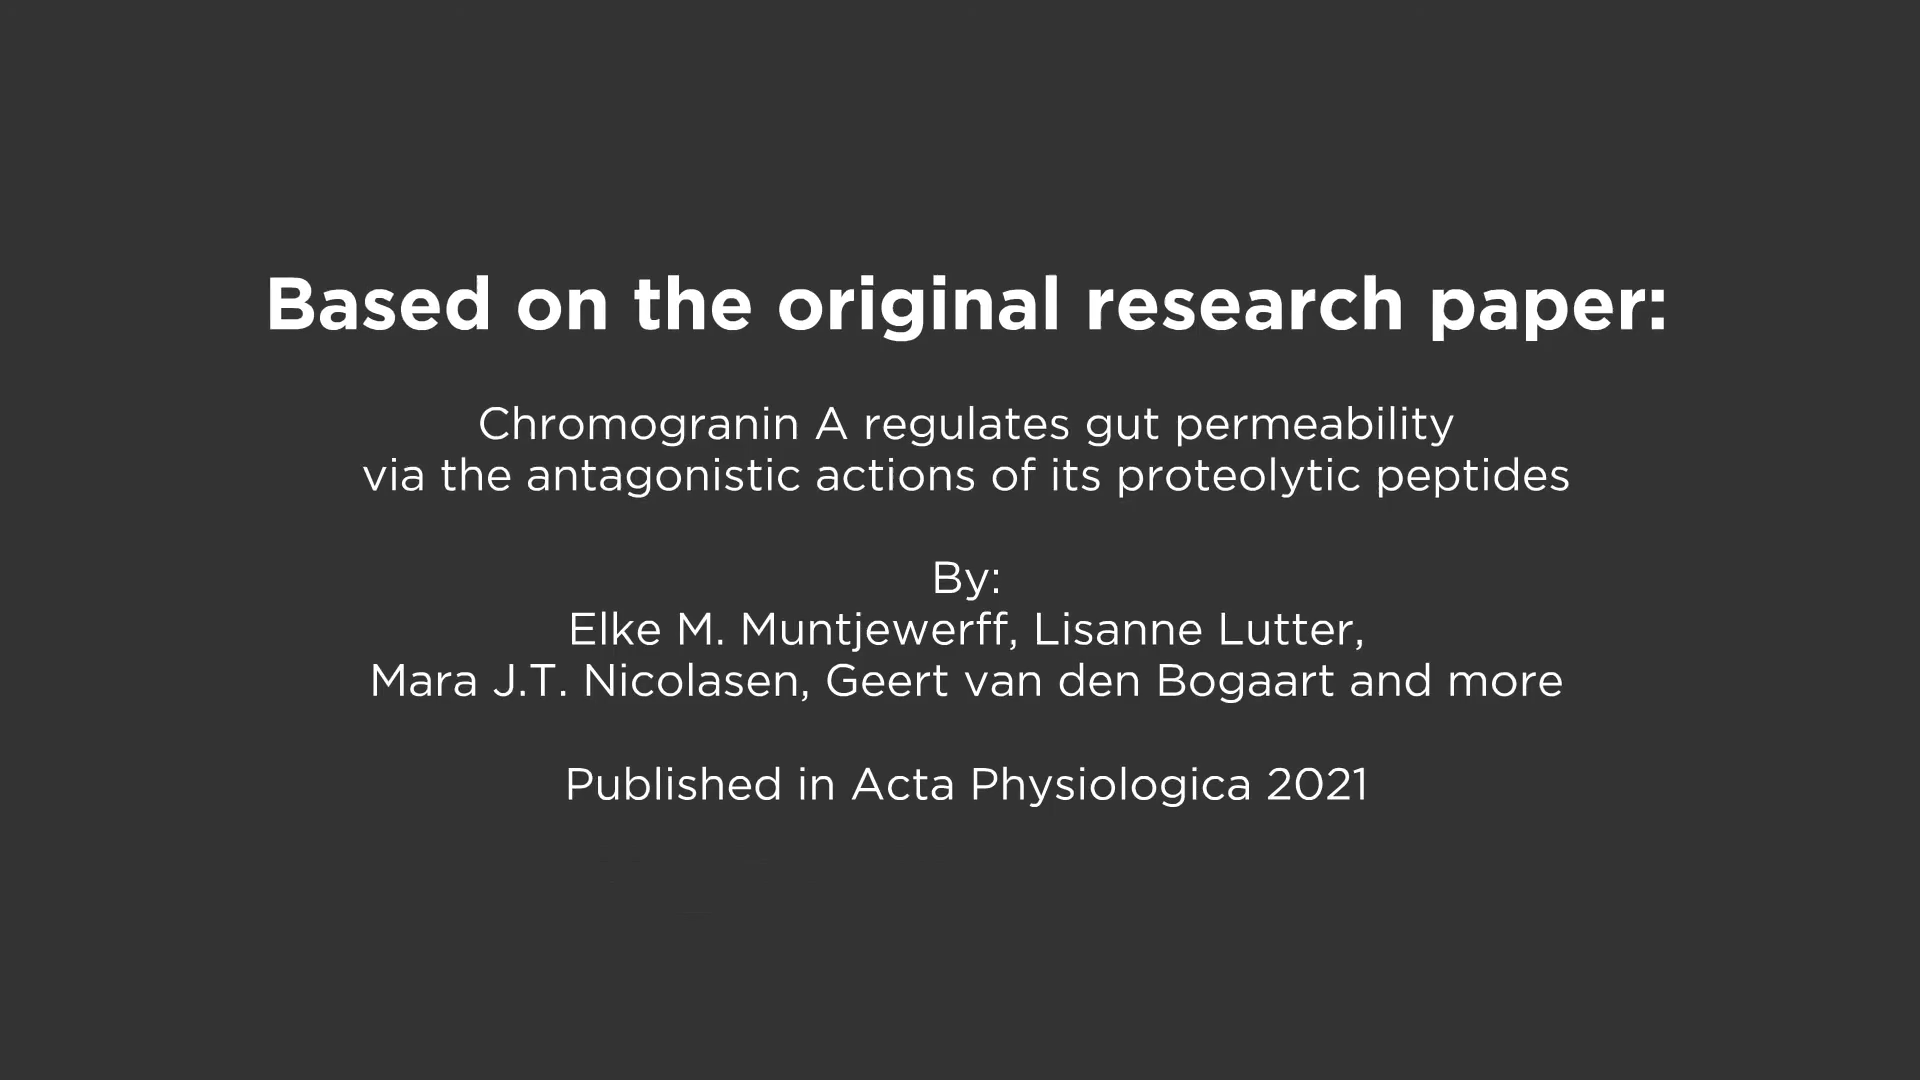 Based on the original research paper:
Chromogranin A regulates gut permeability
via the antagonistic actions of its proteolytic peptides
By:
Elke M. Muntjewerff, Lisanne Lutter,
Mara J.T. Nicolasen, Geert van den Bogaart and more
Published in Acta Physiologica 2021